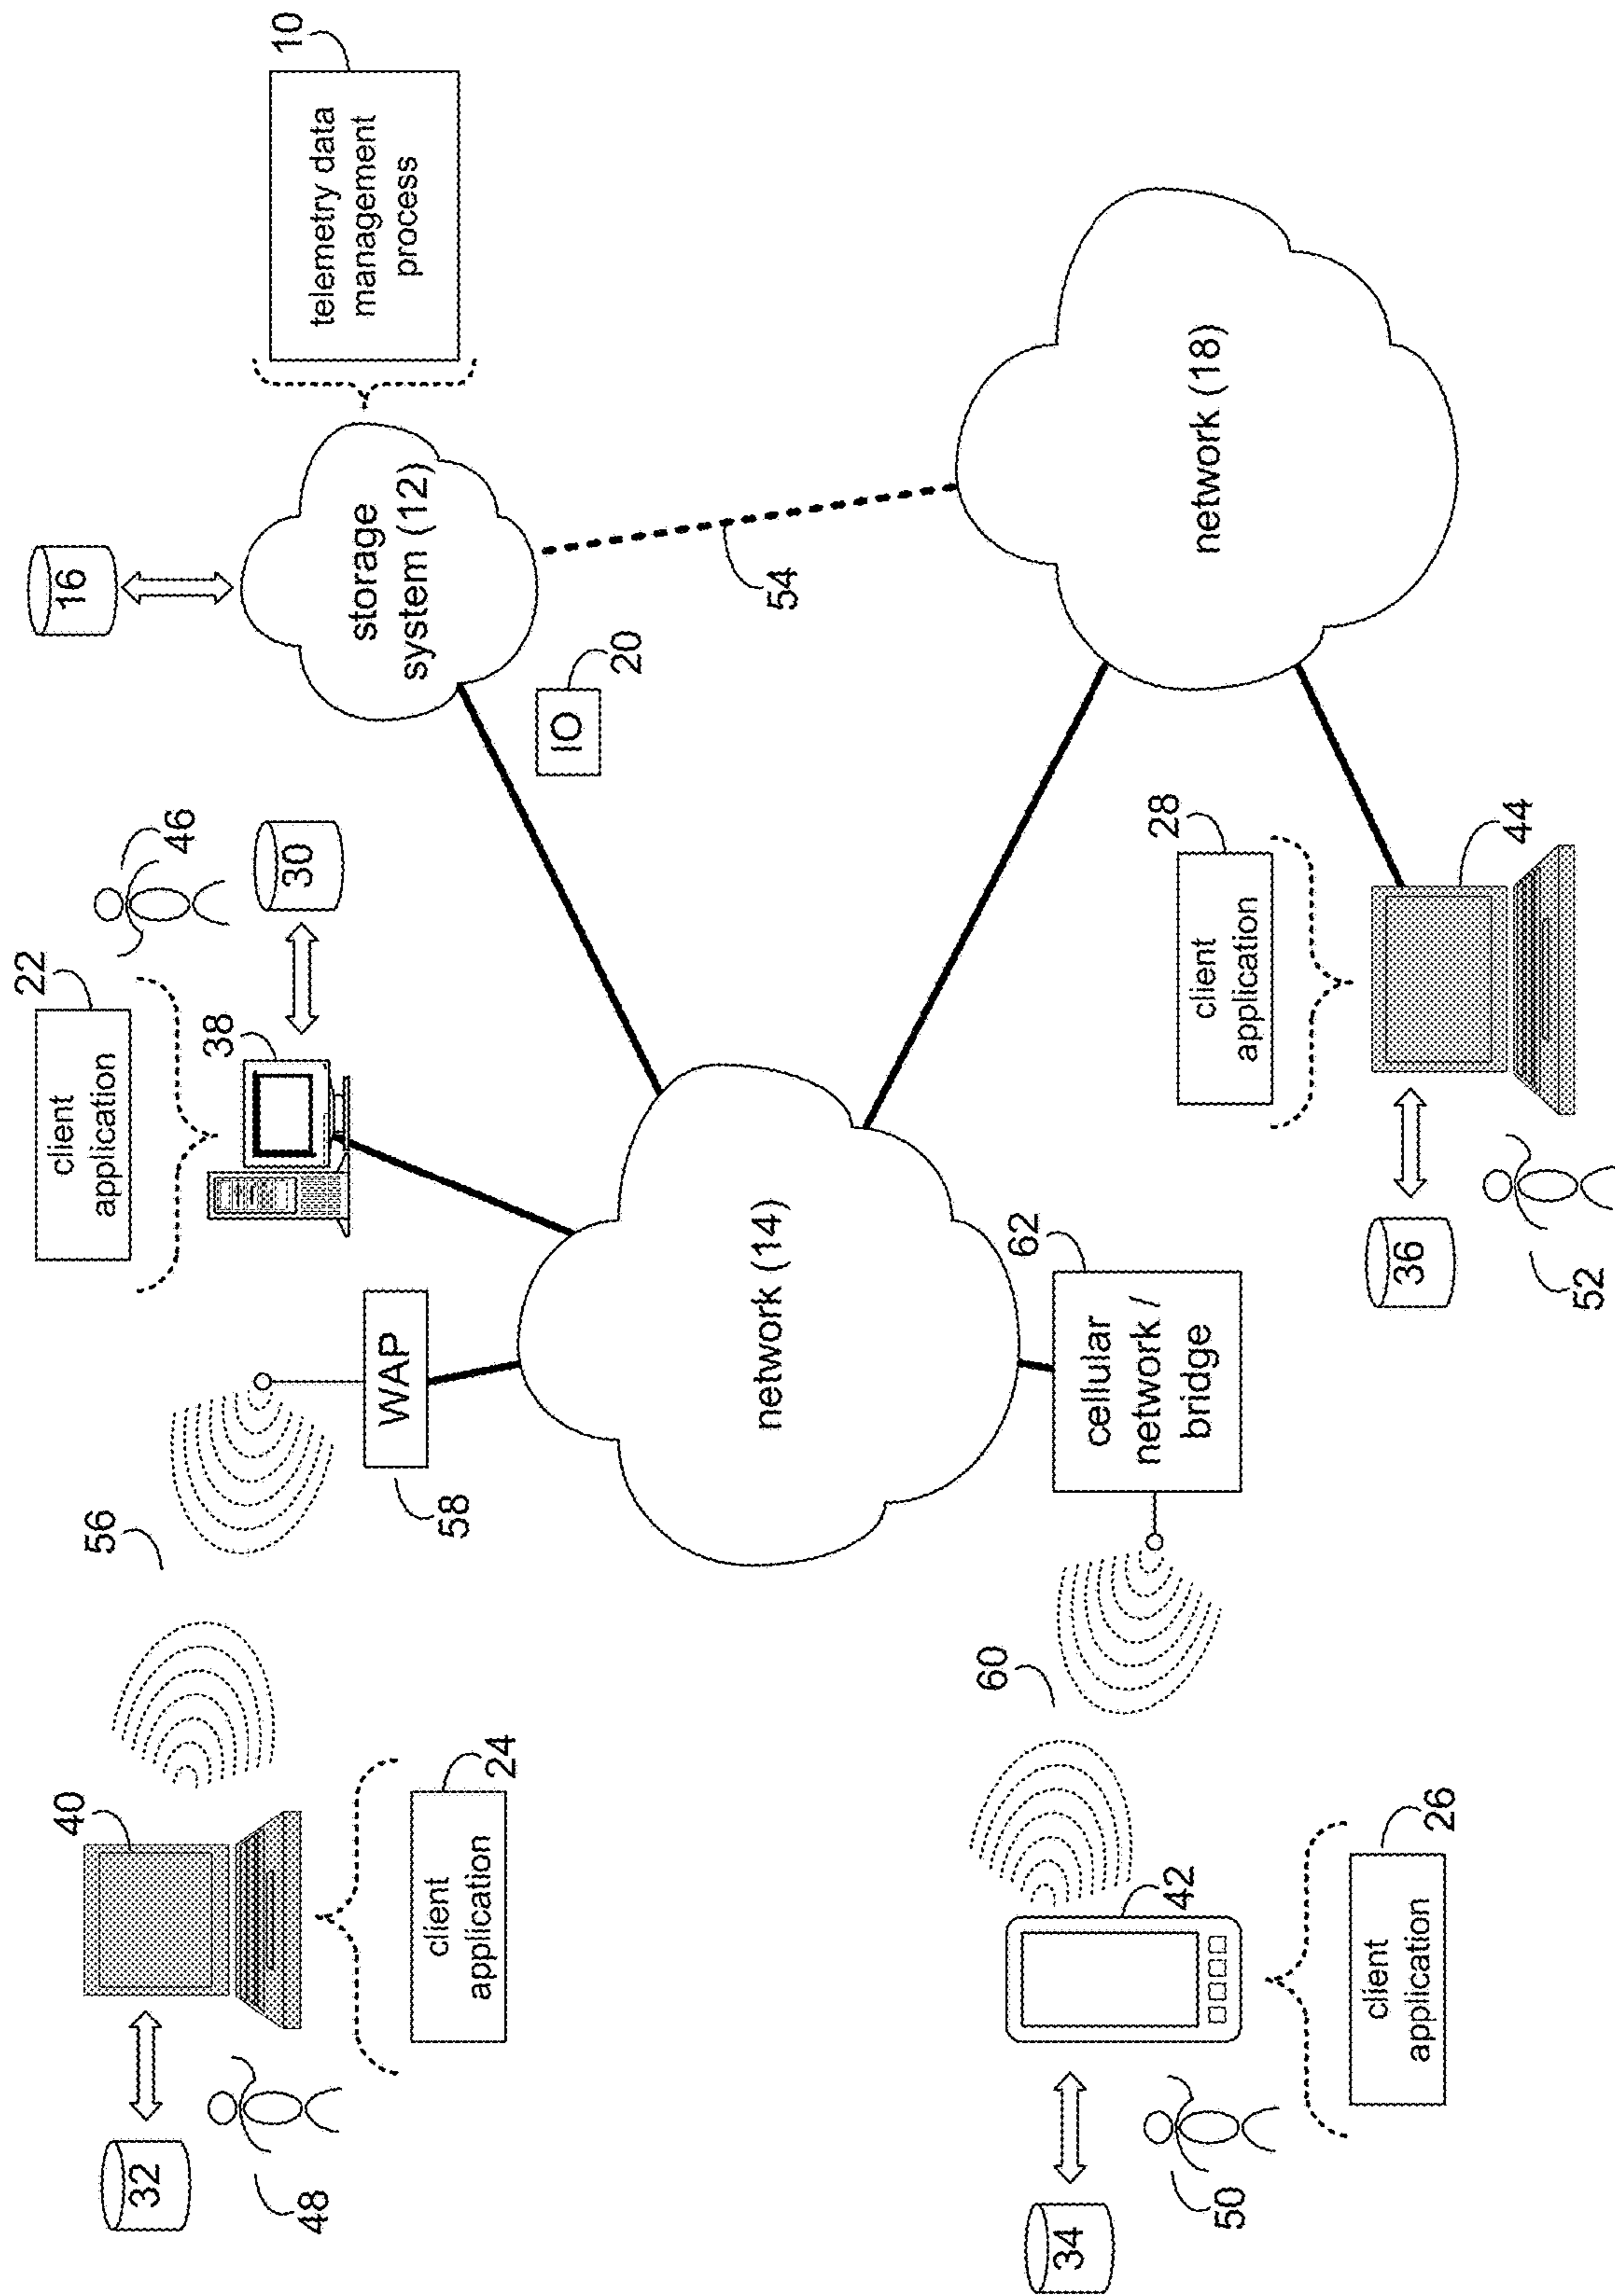 22
client
application
46
38
30
16
10
telemetry data
management
process
storage
system (12)
IO
20
54
56
WAP
58
40
32
48
client
application
24
network (14)
network (18)
60
62
cellular
network /
bridge
42
34
50
client
application
26
28
client
application
44
36
52